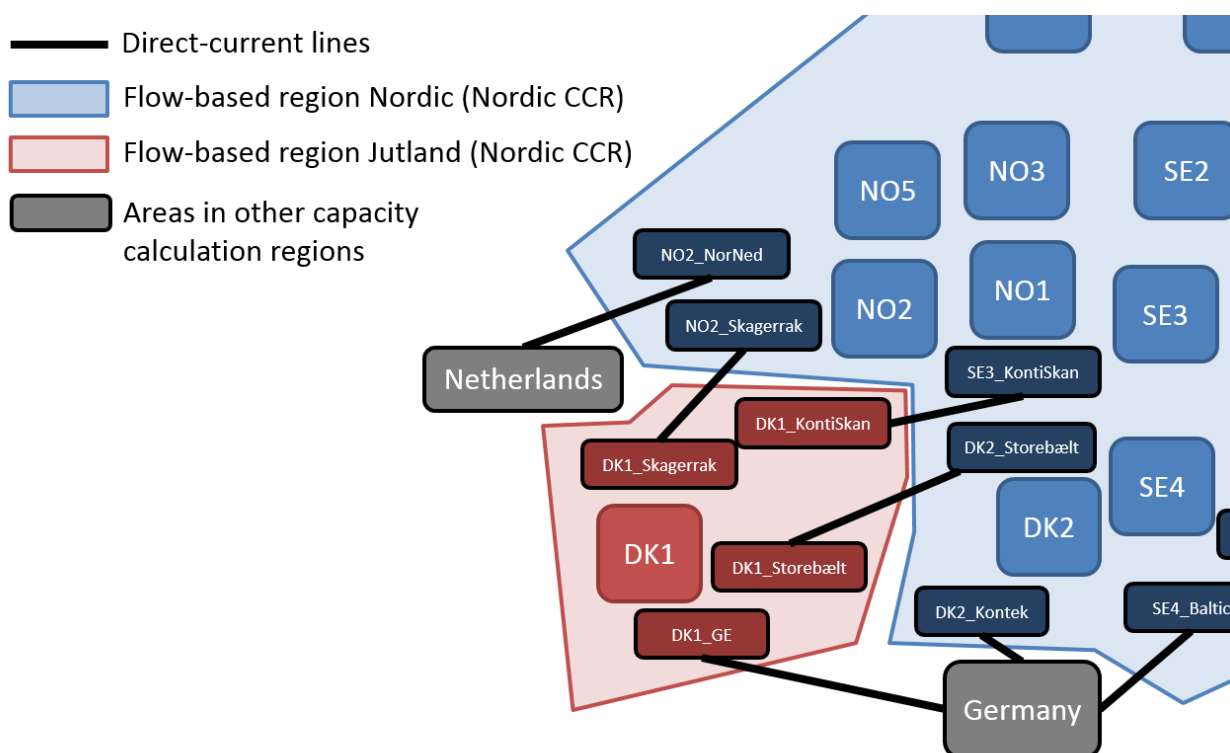 Direct-current lines
Flow-based region Nordic (Nordic CCR)
Flow-based region Jutland (Nordic CCR)
Areas in other capacity
calculation regions
NO3
SE2
NO5
NO2_NorNed
NO1
NO2
SE3
NO2_Skagerrak
SE3_KontiSkan
Netherlands
DK1_KontiSkan
DK2_Storebælt
DK1_Skagerrak
SE4
DK2
DK1
DK1_Storebælt
DK2_Kontek
SE4_Baltic
DK1_GE
Germany